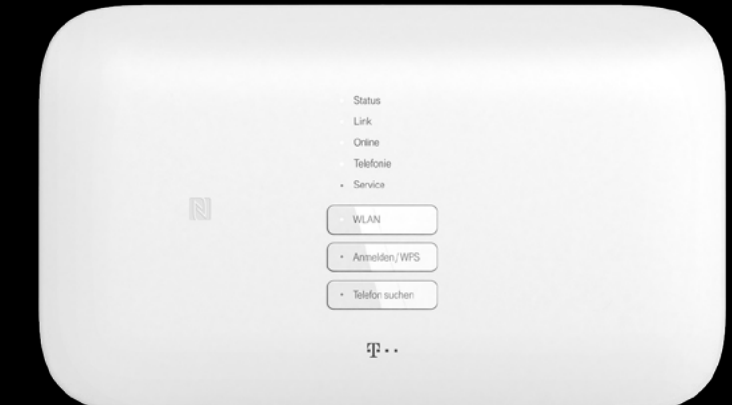 Status
Link
Online
Telefonie
Service
WLAN
Anmelden/WPS
Telefon suchen
T